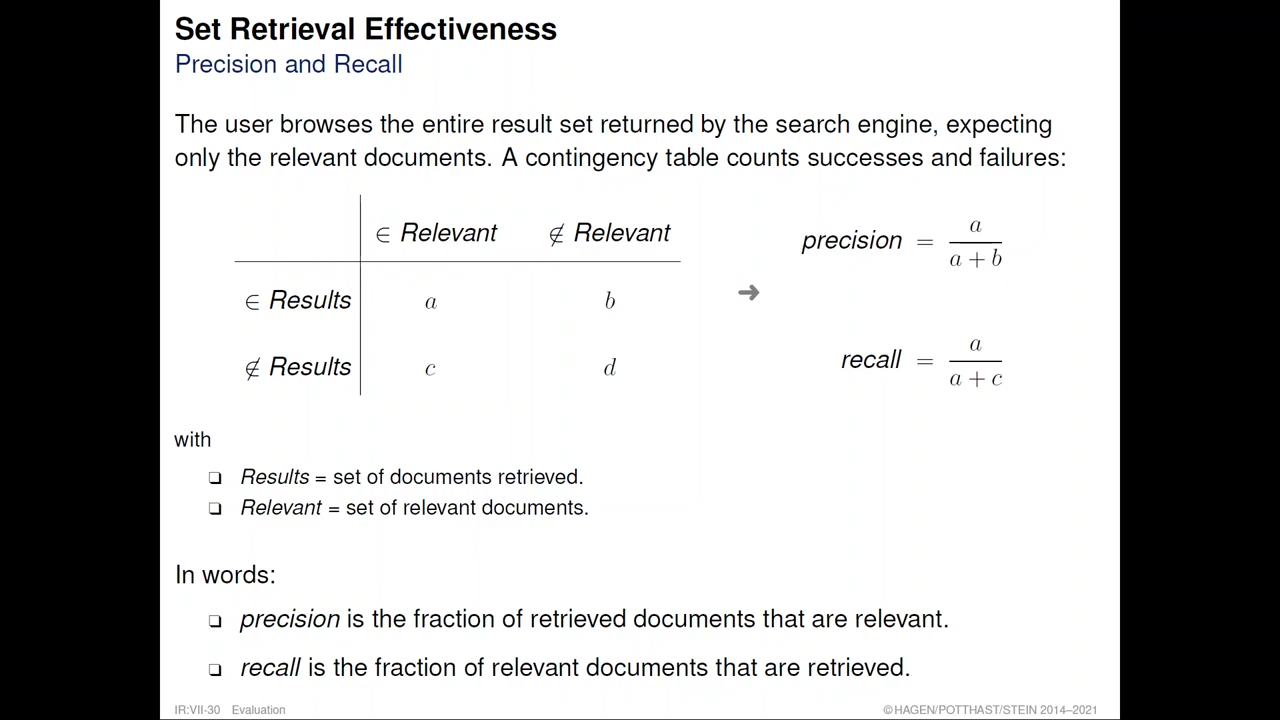 Set Retrieval Effectiveness
Precision and Recall
The user browses the entire result set returned by the search engine, expecting
only the relevant documents. A contingency table counts successes and failures:
∈ Relevant ∉ Relevant
∈ Results a b
∉ Results c d
➜
precision = a / (a + b)
recall = a / (a + c)
with
❏ Results = set of documents retrieved.
❏ Relevant = set of relevant documents.
In words:
❏ precision is the fraction of retrieved documents that are relevant.
❏ recall is the fraction of relevant documents that are retrieved.
IR:VII-30 Evaluation ©HAGEN/POTTHAST/STEIN 2014–2021